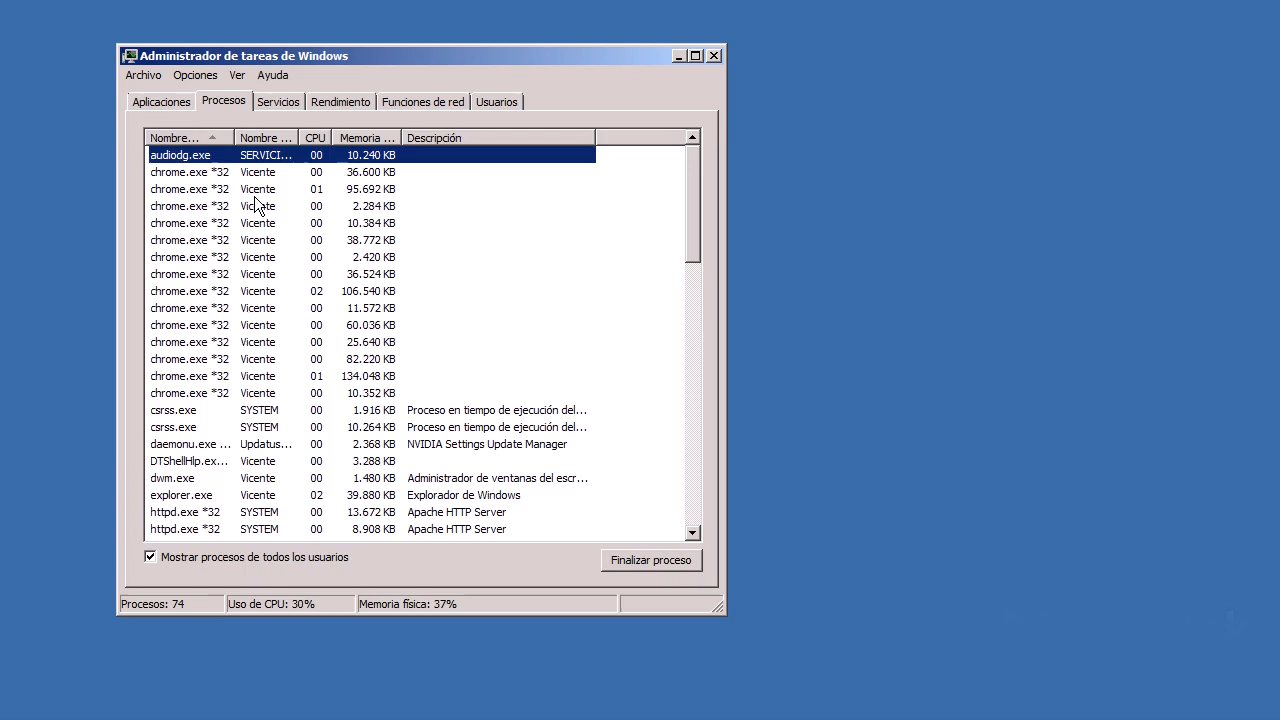 Administrador de tareas de Windows
Archivo Opciones Ver Ayuda
Aplicaciones Procesos Servicios Rendimiento Funciones de red Usuarios
Nombre... Nombre ... CPU Memoria ... Descripción
audiodg.exe SERVICI... 00 10.240 KB
chrome.exe *32 Vicente 00 36.600 KB
chrome.exe *32 Vicente 01 95.692 KB
chrome.exe *32 Vicente 00 2.284 KB
chrome.exe *32 Vicente 00 10.384 KB
chrome.exe *32 Vicente 00 38.772 KB
chrome.exe *32 Vicente 00 2.420 KB
chrome.exe *32 Vicente 00 36.524 KB
chrome.exe *32 Vicente 02 106.540 KB
chrome.exe *32 Vicente 00 11.572 KB
chrome.exe *32 Vicente 00 60.036 KB
chrome.exe *32 Vicente 00 25.640 KB
chrome.exe *32 Vicente 00 82.220 KB
chrome.exe *32 Vicente 01 134.048 KB
chrome.exe *32 Vicente 00 10.352 KB
csrss.exe SYSTEM 00 1.916 KB Proceso en tiempo de ejecución del...
csrss.exe SYSTEM 00 10.264 KB Proceso en tiempo de ejecución del...
daemonu.exe ... Updatus... 00 2.368 KB NVIDIA Settings Update Manager
DTShellHlp.ex... Vicente 00 3.288 KB
dwm.exe Vicente 00 1.480 KB Administrador de ventanas del escr...
explorer.exe Vicente 02 39.880 KB Explorador de Windows
httpd.exe *32 SYSTEM 00 13.672 KB Apache HTTP Server
httpd.exe *32 SYSTEM 00 8.908 KB Apache HTTP Server
Mostrar procesos de todos los usuarios Finalizar proceso
Procesos: 74 Uso de CPU: 30% Memoria física: 37%